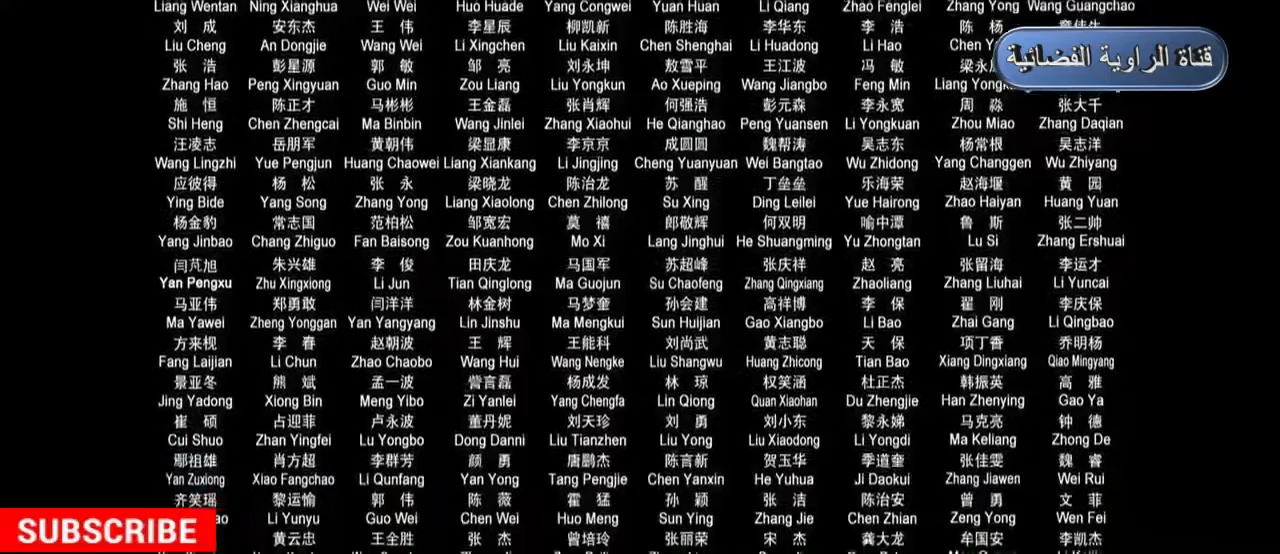 Liang Wentan Ning Xianghua Wei Wei Huo Huade Yang Congwei Yuan Huan Li Qiang Zhao Fenglei Zhang Yong Wang Guangchao
刘 成 安东杰 王 伟 李星辰 柳凯新 陈胜海 李华东 李 浩 陈 杨
Liu Cheng An Dongjie Wang Wei Li Xingchen Liu Kaixin Chen Shenghai Li Huadong Li Hao Chen
قناة الراوية الفضائية
张 浩 彭星源 郭 敏 邹 亮 刘永坤 敖雪平 王江波 冯 敏 梁永
Zhang Hao Peng Xingyuan Guo Min Zou Liang Liu Yongkun Ao Xueping Wang Jiangbo Feng Min Liang
施 恒 陈正才 马彬彬 王金磊 张肖辉 何强浩 彭元森 李永宽 周 淼 张大千
Shi Heng Chen Zhengcai Ma Binbin Wang Jinlei Zhang Xiaohui He Qianghao Peng Yuansen Li Yongkuan Zhou Miao Zhang Daqian
汪凌志 岳朋军 黄朝伟 梁显康 李京京 成圆圆 魏帮涛 吴志东 杨常根 吴志洋
Wang Lingzhi Yue Pengjun Huang Chaowei Liang Xiankang Li Jingjing Cheng Yuanyuan Wei Bangtao Wu Zhidong Yang Changgen Wu Zhiyang
应彼得 杨 松 张 永 梁晓龙 陈治龙 苏 醒 丁垒垒 乐海荣 赵海堰 黄 园
Ying Bide Yang Song Zhang Yong Liang Xiaolong Chen Zhilong Su Xing Ding Leilei Yue Hairong Zhao Haiyan Huang Yuan
杨金豹 常志国 范柏松 邹宽宏 莫 禧 郎敬辉 何双明 喻中潭 鲁 斯 张二帅
Yang Jinbao Chang Zhiguo Fan Baisong Zou Kuanhong Mo Xi Lang Jinghui He Shuangming Yu Zhongtan Lu Si Zhang Ershuai
闫芃旭 朱兴雄 李 俊 田庆龙 马国军 苏超峰 张庆祥 赵 亮 张留海 李运才
Yan Pengxu Zhu Xingxiong Li Jun Tian Qinglong Ma Guojun Su Chaofeng Zhang Qingxiang Zhaoliang Zhang Liuhai Li Yuncai
马亚伟 郑勇敢 闫洋洋 林金树 马梦奎 孙会建 高祥博 李 保 翟 刚 李庆保
Ma Yawei Zheng Yonggan Yan Yangyang Lin Jinshu Ma Mengkui Sun Huijian Gao Xiangbo Li Bao Zhai Gang Li Qingbao
方来枧 李 春 赵朝波 王 辉 王能科 刘尚武 黄志聪 天 保 项丁香 乔明杨
Fang Laijian Li Chun Zhao Chaobo Wang Hui Wang Nengke Liu Shangwu Huang Zhicong Tian Bao Xiang Dingxiang Qiao Mingyang
景亚冬 熊 斌 孟一波 訾言磊 杨成发 林 琼 权笑涵 杜正杰 韩振英 高 雅
Jing Yadong Xiong Bin Meng Yibo Zi Yanlei Yang Chengfa Lin Qiong Quan Xiaohan Du Zhengjie Han Zhenying Gao Ya
崔 硕 占迎菲 卢永波 董丹妮 刘天珍 刘 勇 刘小东 黎永娣 马克亮 钟 德
Cui Shuo Zhan Yingfei Lu Yongbo Dong Danni Liu Tianzhen Liu Yong Liu Xiaodong Li Yongdi Ma Keliang Zhong De
鄢祖雄 肖方超 李群芳 颜 勇 唐鹏杰 陈言新 贺玉华 季道奎 张佳雯 魏 睿
Yan Zuxiong Xiao Fangchao Li Qunfang Yan Yong Tang Pengjie Chen Yanxin He Yuhua Ji Daokui Zhang Jiawen Wei Rui
齐笑瑶 黎运愉 郭 伟 陈 薇 霍 猛 孙 颖 张 洁 陈治安 曾 勇 文 菲
Li Yunyu Guo Wei Chen Wei Huo Meng Sun Ying Zhang Jie Chen Zhian Zeng Yong Wen Fei
SUBSCRIBE
黄云忠 王全胜 张 杰 曾培玲 张丽荣 宋 杰 龚大龙 牟国安 李凯杰